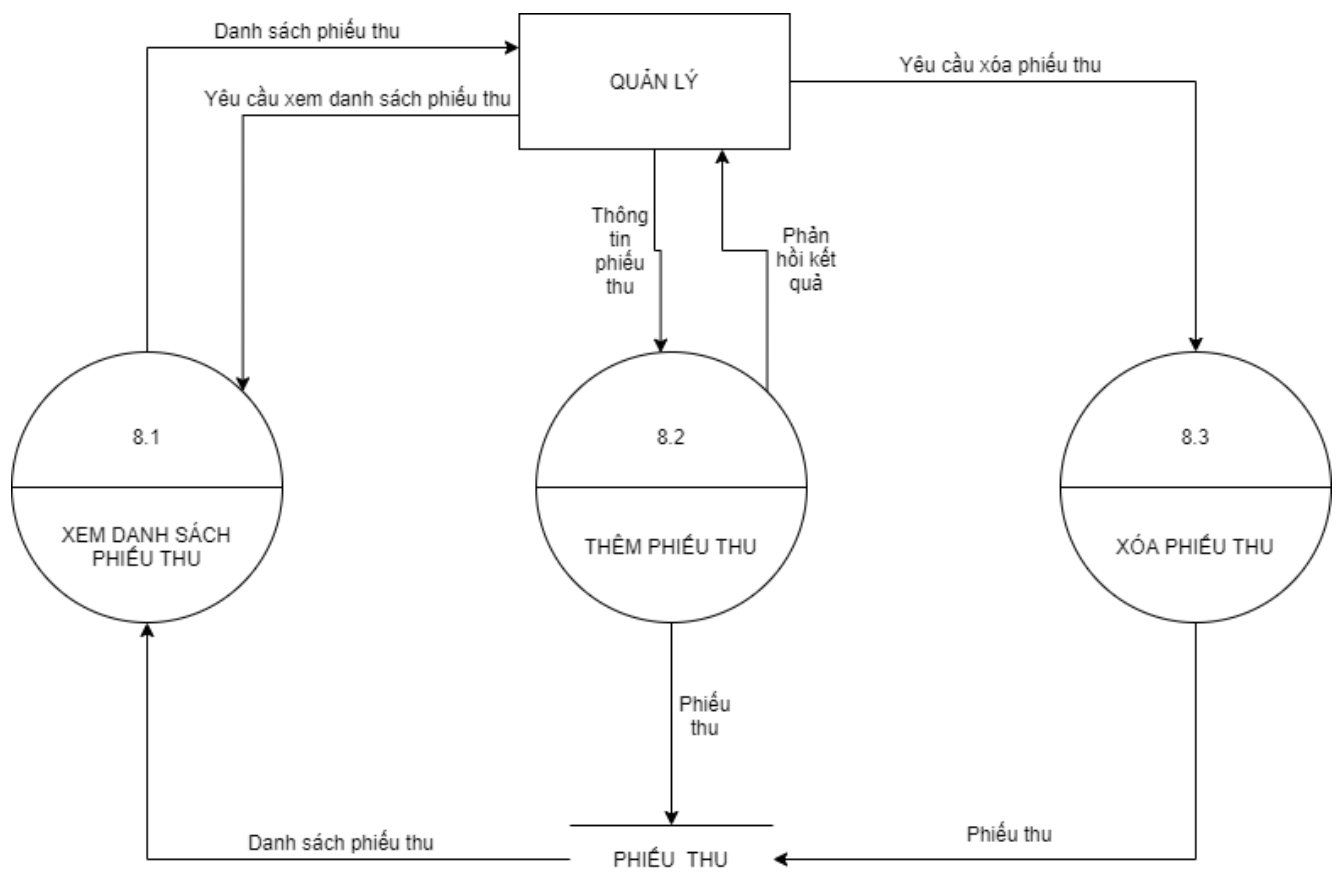 Danh sách phiếu thu
QUẢN LÝ
Yêu cầu xóa phiếu thu
Yêu cầu xem danh sách phiếu thu
Thông
tin
phiếu
thu
Phản
hồi kết
quả
8.1
8.2
8.3
XEM DANH SÁCH
PHIẾU THU
THÊM PHIẾU THU
XÓA PHIẾU THU
Phiếu
thu
Danh sách phiếu thu
PHIẾU THU
Phiếu thu